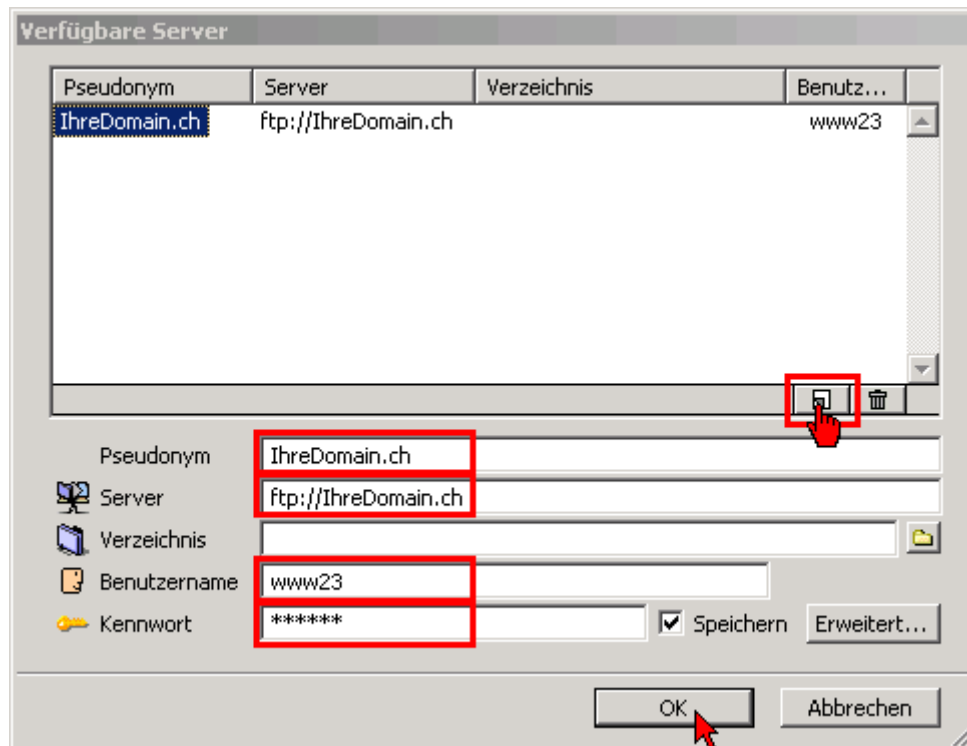 Verfügbare Server
Pseudonym Server Verzeichnis Benutz...
IhreDomain.ch ftp://IhreDomain.ch www23
Pseudonym IhreDomain.ch
Server ftp://IhreDomain.ch
Verzeichnis
Benutzername www23
Kennwort ****** Speichern Erweitert...
OK Abbrechen